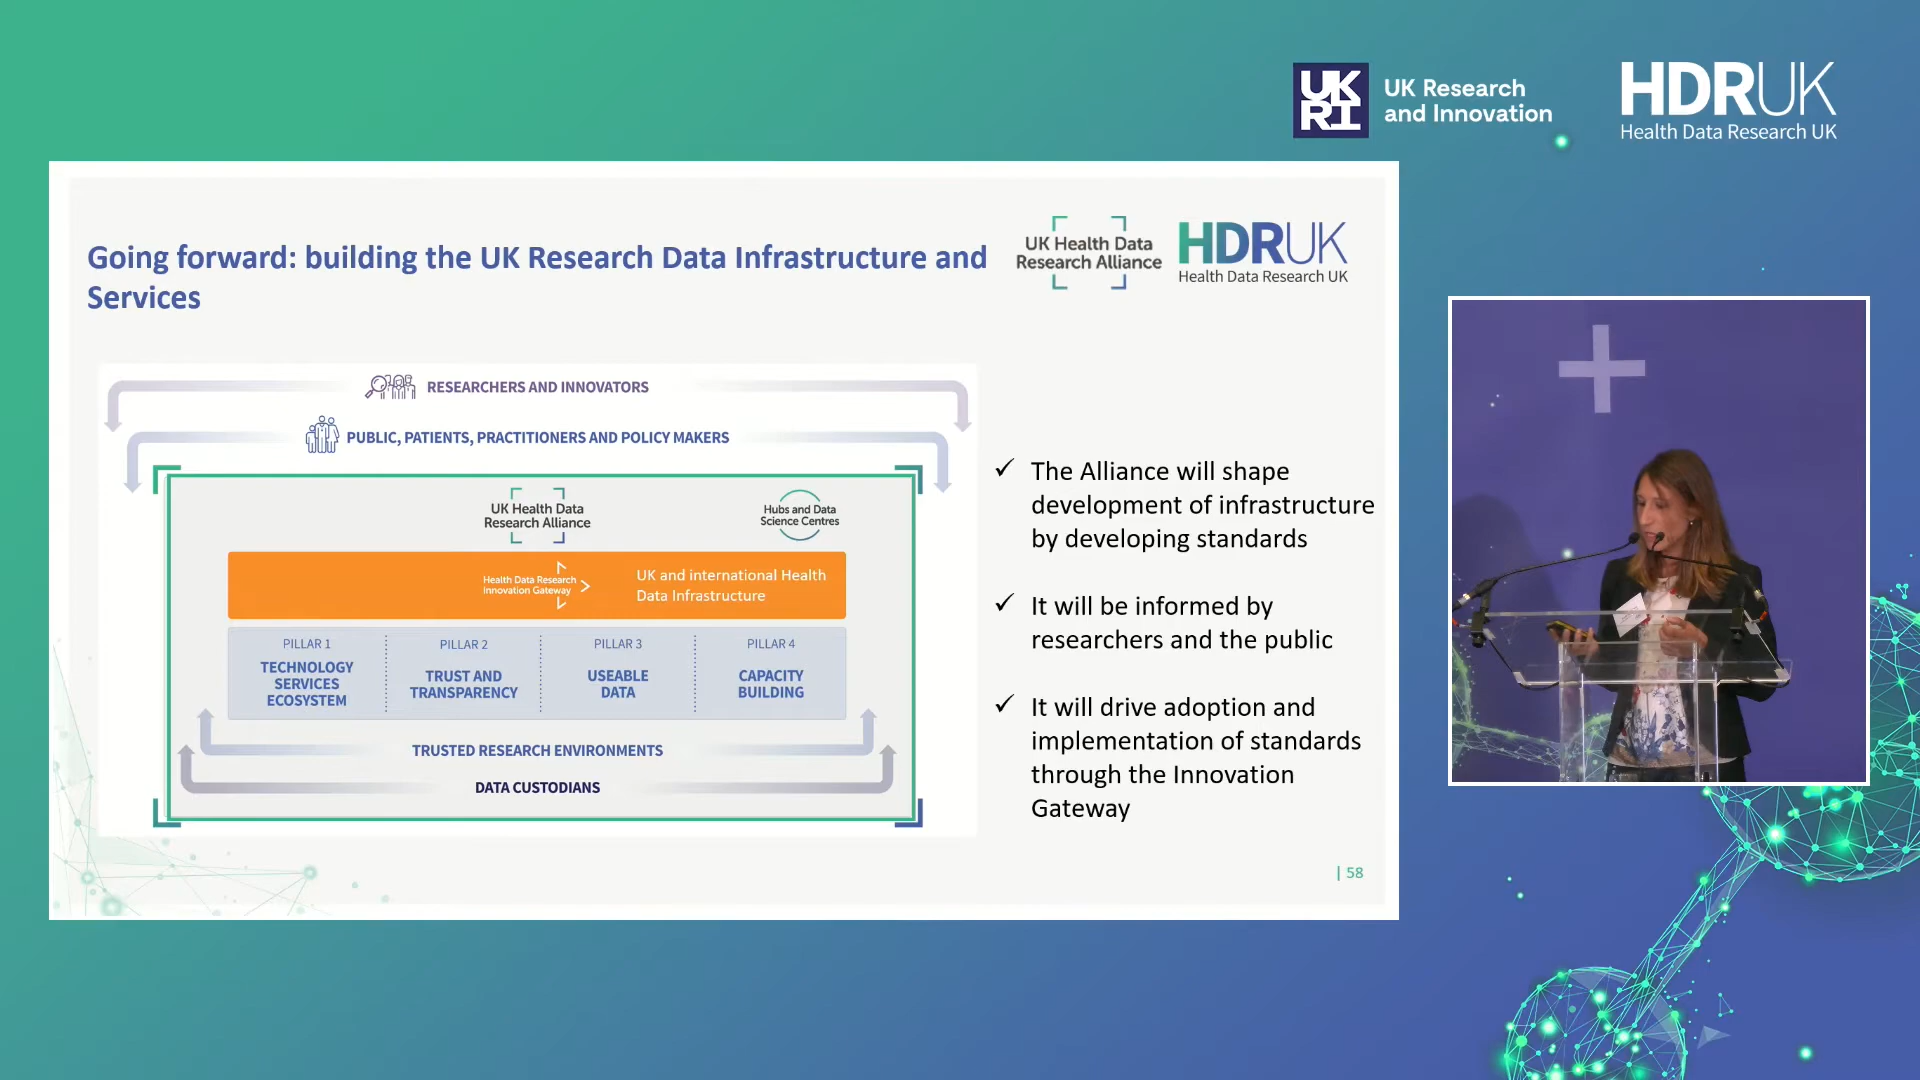 UK
RI
UK Research
and Innovation
HDRUK
Health Data Research UK
Going forward: building the UK Research Data Infrastructure and
Services
UK Health Data
Research Alliance
HDRUK
Health Data Research UK
RESEARCHERS AND INNOVATORS
PUBLIC, PATIENTS, PRACTITIONERS AND POLICY MAKERS
UK Health Data
Research Alliance
Hubs and Data
Science Centres
Health Data Research
Innovation Gateway
UK and international Health
Data Infrastructure
PILLAR 1
TECHNOLOGY
SERVICES
ECOSYSTEM
PILLAR 2
TRUST AND
TRANSPARENCY
PILLAR 3
USEABLE
DATA
PILLAR 4
CAPACITY
BUILDING
TRUSTED RESEARCH ENVIRONMENTS
DATA CUSTODIANS
✓ The Alliance will shape
development of infrastructure
by developing standards
✓ It will be informed by
researchers and the public
✓ It will drive adoption and
implementation of standards
through the Innovation
Gateway
| 58